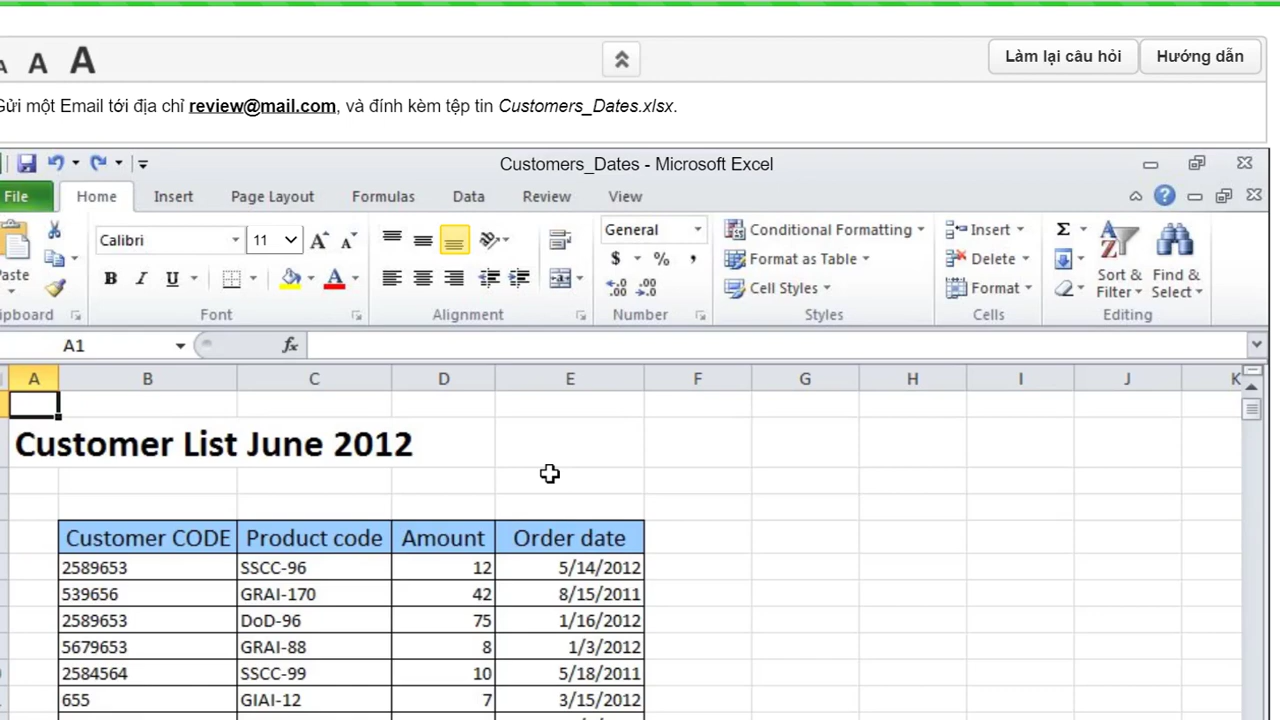 A A A Làm lại câu hỏi Hướng dẫn
Gửi một Email tới địa chỉ review@mail.com, và đính kèm tệp tin Customers_Dates.xlsx.
Customers_Dates - Microsoft Excel
File Home Insert Page Layout Formulas Data Review View
Calibri 11 A A General Conditional Formatting Insert Σ
$ % , Format as Table Delete
Paste B I U A Cell Styles Format Sort & Filter Find & Select
Clipboard Font Alignment Number Styles Cells Editing
A1 fx
A B C D E F G H I J K
Customer List June 2012
Customer CODE Product code Amount Order date
2589653 SSCC-96 12 5/14/2012
539656 GRAI-170 42 8/15/2011
2589653 DoD-96 75 1/16/2012
5679653 GRAI-88 8 1/3/2012
2584564 SSCC-99 10 5/18/2011
655 GIAI-12 7 3/15/2012